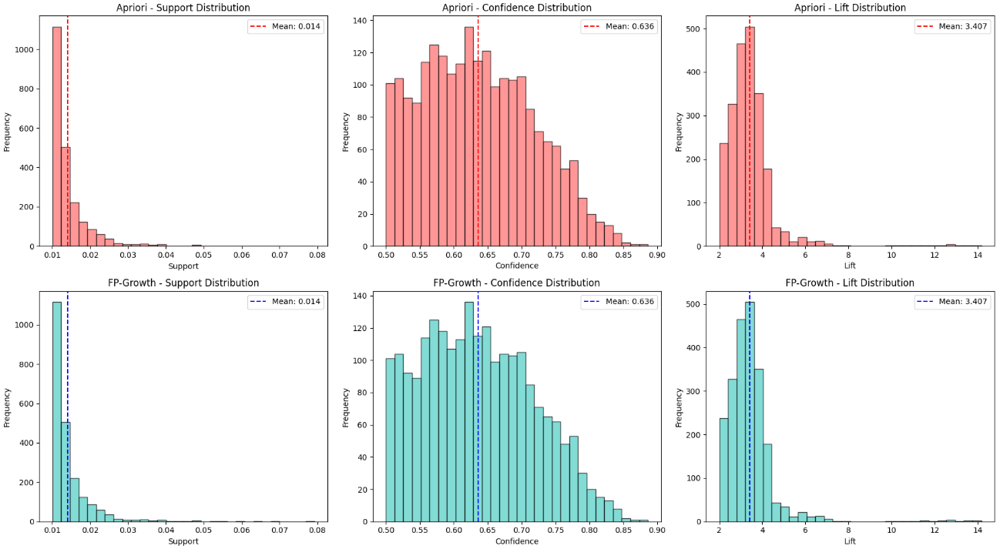 Apriori - Support Distribution
Mean: 0.014
Frequency
1000
800
600
400
200
0
0.01 0.02 0.03 0.04 0.05 0.06 0.07 0.08
Support
Apriori - Confidence Distribution
Mean: 0.636
Frequency
140
120
100
80
60
40
20
0
0.50 0.55 0.60 0.65 0.70 0.75 0.80 0.85 0.90
Confidence
Apriori - Lift Distribution
Mean: 3.407
Frequency
500
400
300
200
100
0
2 4 6 8 10 12 14
Lift
FP-Growth - Support Distribution
Mean: 0.014
Frequency
1000
800
600
400
200
0
0.01 0.02 0.03 0.04 0.05 0.06 0.07 0.08
Support
FP-Growth - Confidence Distribution
Mean: 0.636
Frequency
140
120
100
80
60
40
20
0
0.50 0.55 0.60 0.65 0.70 0.75 0.80 0.85 0.90
Confidence
FP-Growth - Lift Distribution
Mean: 3.407
Frequency
500
400
300
200
100
0
2 4 6 8 10 12 14
Lift